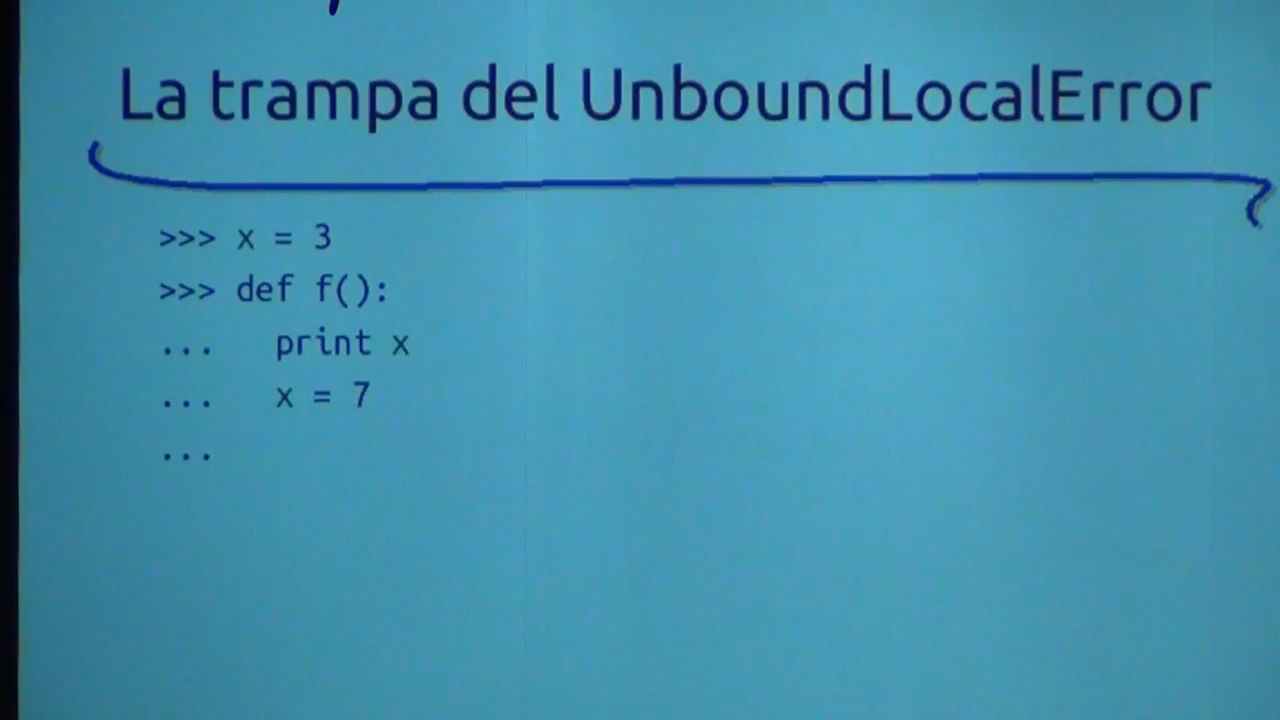 La trampa del UnboundLocalError
>>> x = 3
>>> def f():
...   print x
...   x = 7
...